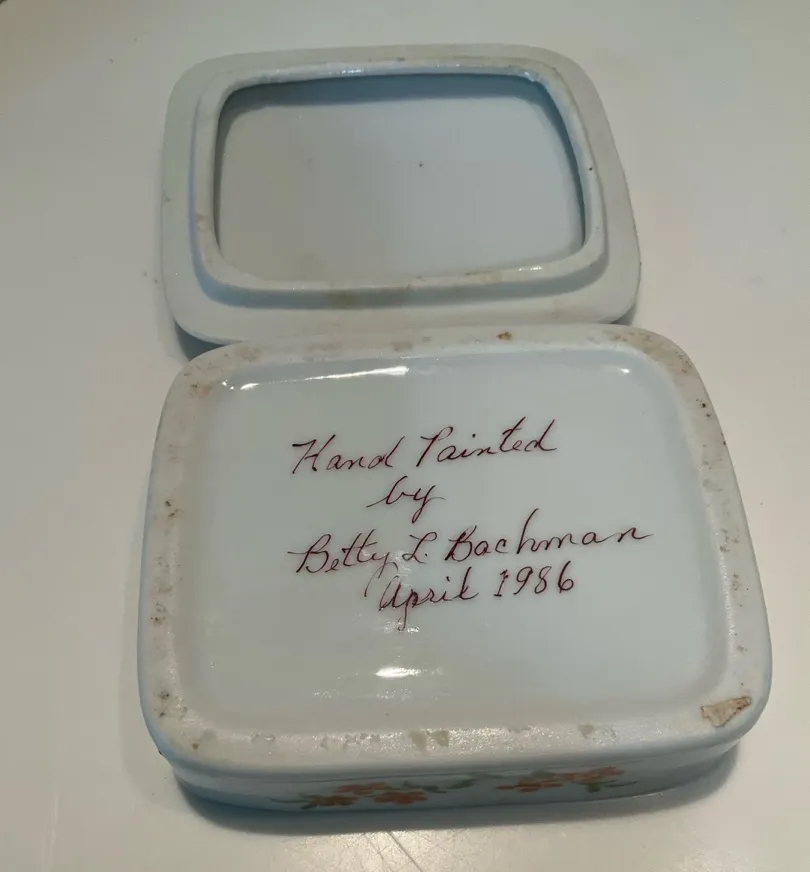 Hand Painted
by
Betty L. Bachman
April 1986